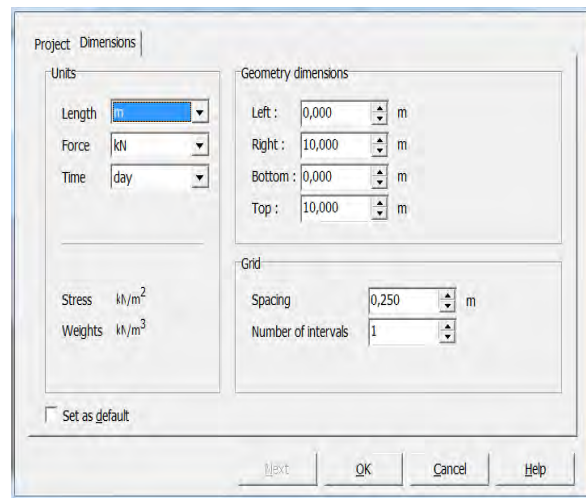 Project Dimensions
Units
Length m
Force kN
Time day
Stress kN/m²
Weights kN/m³
Geometry dimensions
Left : 0,000 m
Right : 10,000 m
Bottom : 0,000 m
Top : 10,000 m
Grid
Spacing 0,250 m
Number of intervals 1
Set as default
Next OK Cancel Help